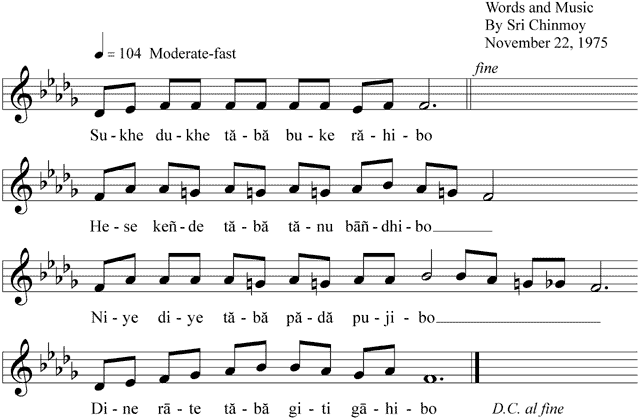 Words and Music
By Sri Chinmoy
November 22, 1975
= 104 Moderate-fast
fine
Su - khe du - khe tă - bă bu - ke ră - hi - bo
He - se keñ - de tă - bă tă - nu bāñ - dhi - bo
Ni - ye di - ye tă - bă pă - dă pu - ji - bo
Di - ne rā - te tă - bă gi - ti gā - hi - bo
D.C. al fine